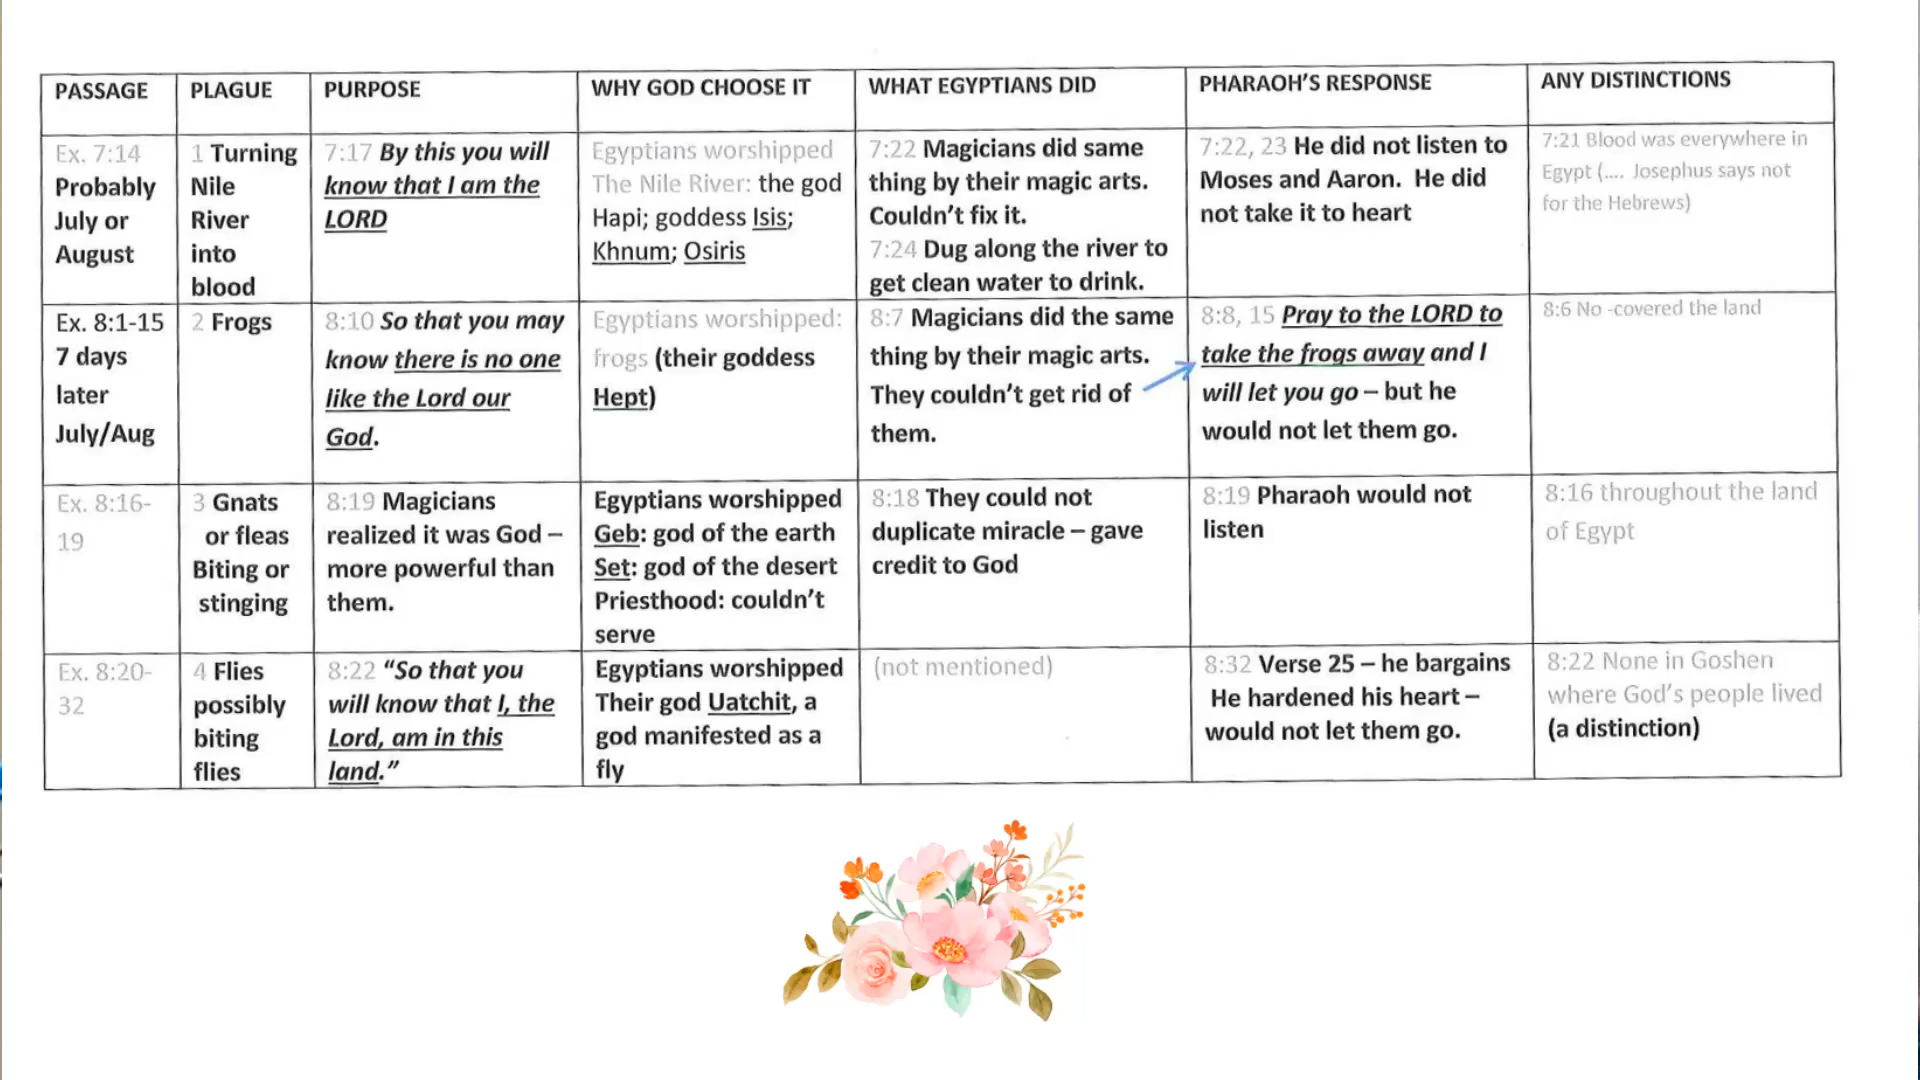 PASSAGE
PLAGUE
PURPOSE
WHY GOD CHOOSE IT
WHAT EGYPTIANS DID
PHARAOH’S RESPONSE
ANY DISTINCTIONS
Ex. 7:14
Probably
July or
August
1 Turning
Nile
River
into
blood
7:17 By this you will
know that I am the
LORD
Egyptians worshipped
The Nile River: the god
Hapi; goddess Isis;
Khnum; Osiris
7:22 Magicians did same
thing by their magic arts.
Couldn’t fix it.
7:24 Dug along the river to
get clean water to drink.
7:22, 23 He did not listen to
Moses and Aaron. He did
not take it to heart
7:21 Blood was everywhere in
Egypt (.... Josephus says not
for the Hebrews)
Ex. 8:1-15
7 days
later
July/Aug
2 Frogs
8:10 So that you may
know there is no one
like the Lord our
God.
Egyptians worshipped:
frogs (their goddess
Hept)
8:7 Magicians did the same
thing by their magic arts.
They couldn’t get rid of
them.
8:8, 15 Pray to the LORD to
take the frogs away and I
will let you go – but he
would not let them go.
8:6 No -covered the land
Ex. 8:16-
19
3 Gnats
or fleas
Biting or
stinging
8:19 Magicians
realized it was God –
more powerful than
them.
Egyptians worshipped
Geb: god of the earth
Set: god of the desert
Priesthood: couldn’t
serve
8:18 They could not
duplicate miracle – gave
credit to God
8:19 Pharaoh would not
listen
8:16 throughout the land
of Egypt
Ex. 8:20-
32
4 Flies
possibly
biting
flies
8:22 “So that you
will know that I, the
Lord, am in this
land.”
Egyptians worshipped
Their god Uatchit, a
god manifested as a
fly
(not mentioned)
8:32 Verse 25 – he bargains
He hardened his heart –
would not let them go.
8:22 None in Goshen
where God’s people lived
(a distinction)